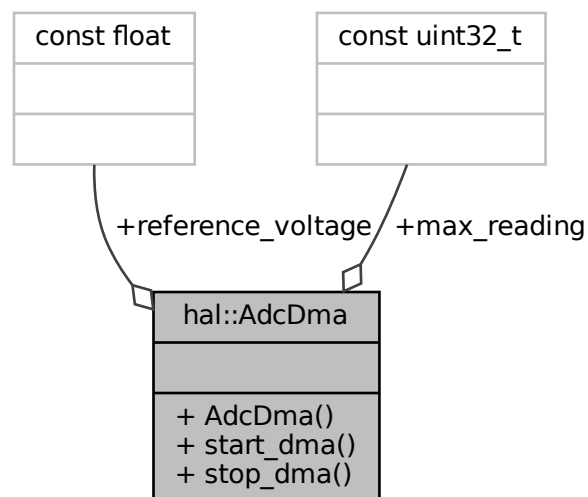 const float
const uint32_t
+reference_voltage
+max_reading
hal::AdcDma
+ AdcDma()
+ start_dma()
+ stop_dma()